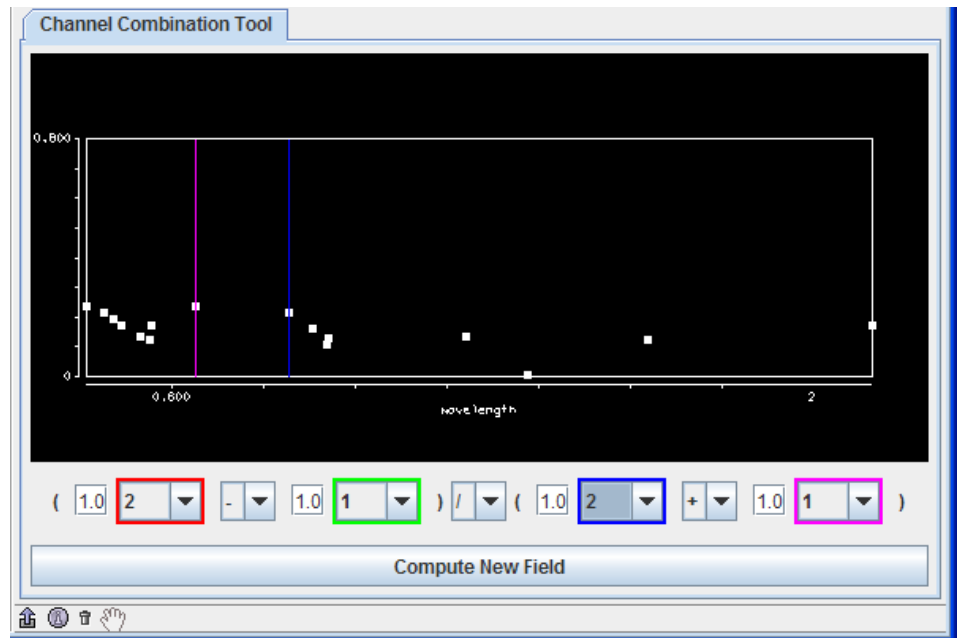 Channel Combination Tool
0.800
0
0.600
2
wavelength
( 1.0 2 - 1.0 1 ) / ( 1.0 2 + 1.0 1 )
Compute New Field